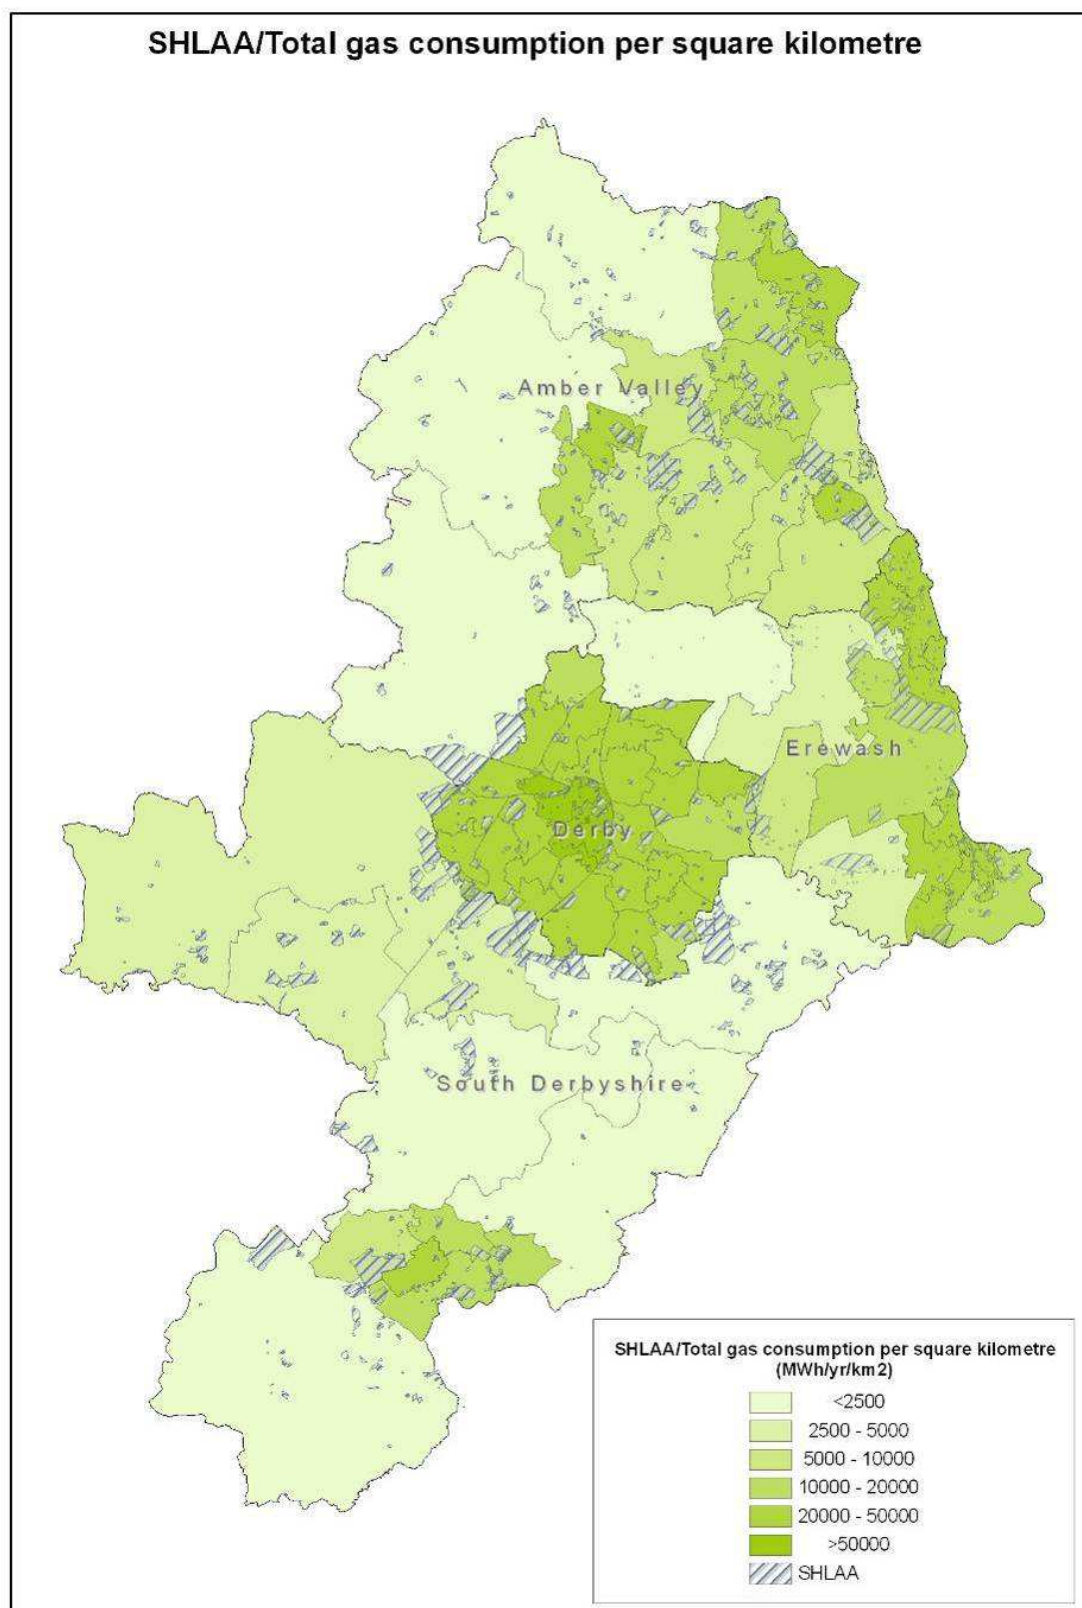 SHLAA/Total gas consumption per square kilometre
Amber Valley
Erewash
Derby
South Derbyshire
SHLAA/Total gas consumption per square kilometre
(MWh/yr/km2)
<2500
2500 - 5000
5000 - 10000
10000 - 20000
20000 - 50000
>50000
SHLAA